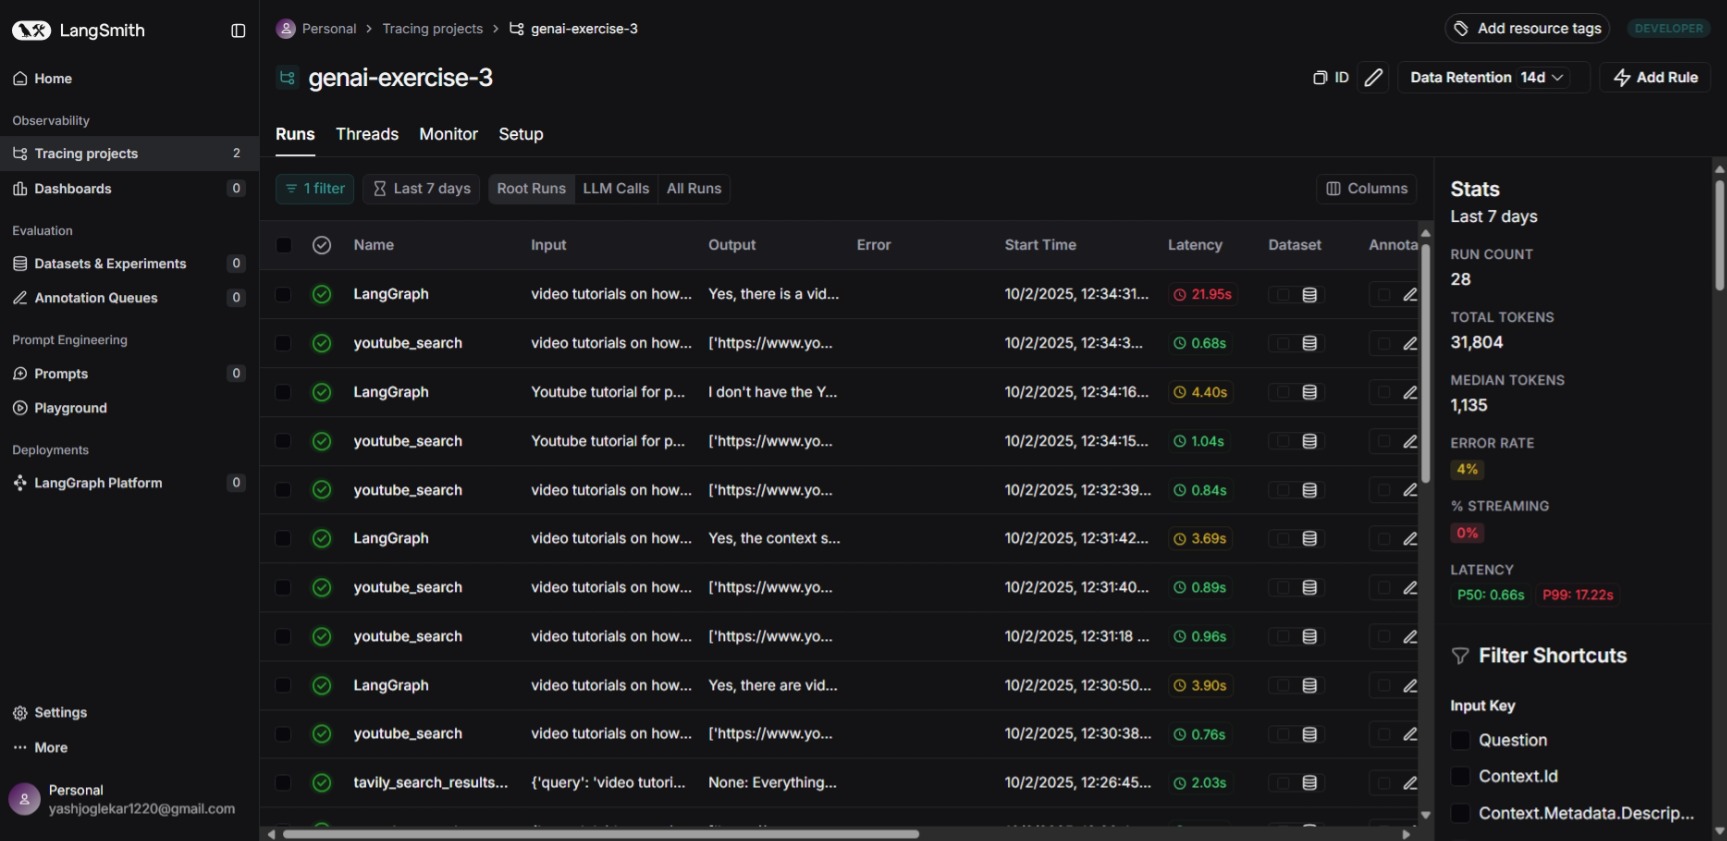 LangSmith
Home
Observability
Tracing projects 2
Dashboards 0
Evaluation
Datasets & Experiments 0
Annotation Queues 0
Prompt Engineering
Prompts 0
Playground
Deployments
LangGraph Platform 0
Settings
More
Personal
yashjoglekar1220@gmail.com
Personal > Tracing projects > genai-exercise-3
Add resource tags DEVELOPER
genai-exercise-3
ID Data Retention 14d Add Rule
Runs Threads Monitor Setup
1 filter Last 7 days Root Runs LLM Calls All Runs Columns
Name Input Output Error Start Time Latency Dataset Annota
LangGraph video tutorials on how... Yes, there is a vid... 10/2/2025, 12:34:31... 21.95s
youtube_search video tutorials on how... ['https://www.yo... 10/2/2025, 12:34:3... 0.68s
LangGraph Youtube tutorial for p... I don't have the Y... 10/2/2025, 12:34:16... 4.40s
youtube_search Youtube tutorial for p... ['https://www.yo... 10/2/2025, 12:34:15... 1.04s
youtube_search video tutorials on how... ['https://www.yo... 10/2/2025, 12:32:39... 0.84s
LangGraph video tutorials on how... Yes, the context s... 10/2/2025, 12:31:42... 3.69s
youtube_search video tutorials on how... ['https://www.yo... 10/2/2025, 12:31:40... 0.89s
youtube_search video tutorials on how... ['https://www.yo... 10/2/2025, 12:31:18 ... 0.96s
LangGraph video tutorials on how... Yes, there are vid... 10/2/2025, 12:30:50... 3.90s
youtube_search video tutorials on how... ['https://www.yo... 10/2/2025, 12:30:38... 0.76s
tavily_search_results... {'query': 'video tutori... None: Everything... 10/2/2025, 12:26:45... 2.03s
Stats
Last 7 days
RUN COUNT
28
TOTAL TOKENS
31,804
MEDIAN TOKENS
1,135
ERROR RATE
4%
% STREAMING
0%
LATENCY
P50: 0.66s P99: 17.22s
Filter Shortcuts
Input Key
Question
Context.Id
Context.Metadata.Descrip...